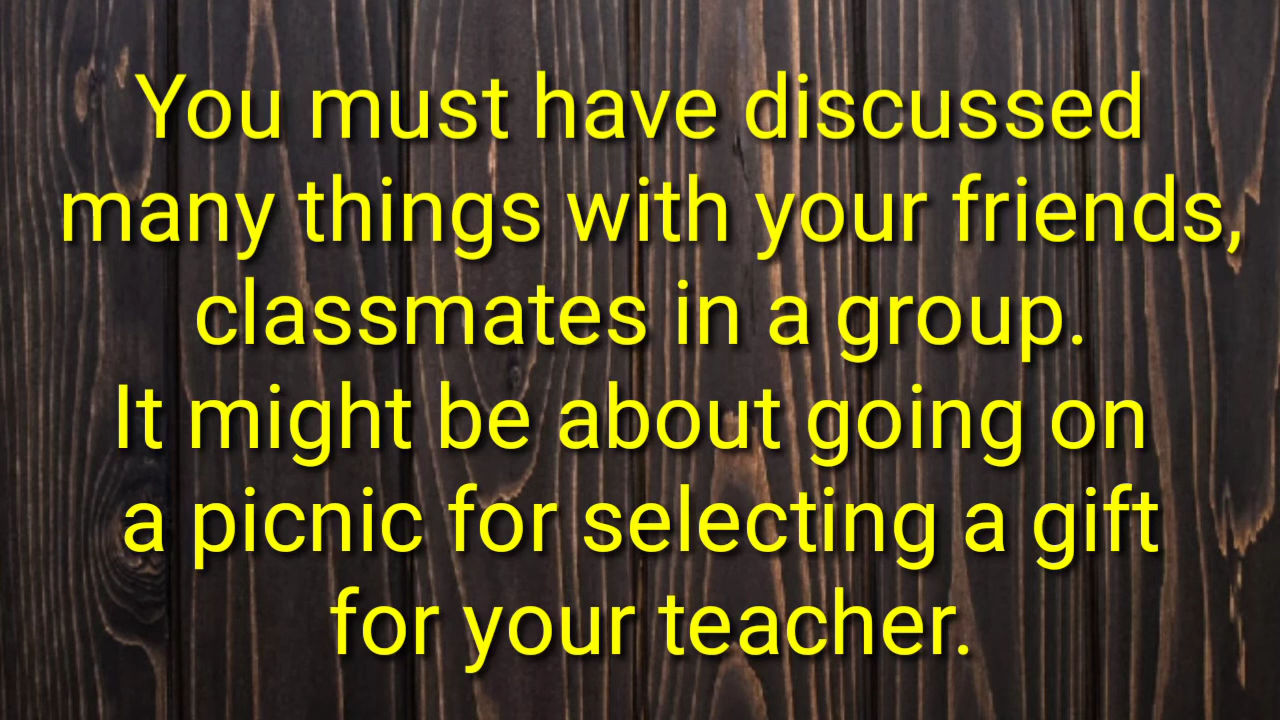 You must have discussed
many things with your friends,
classmates in a group.
It might be about going on
a picnic for selecting a gift
for your teacher.